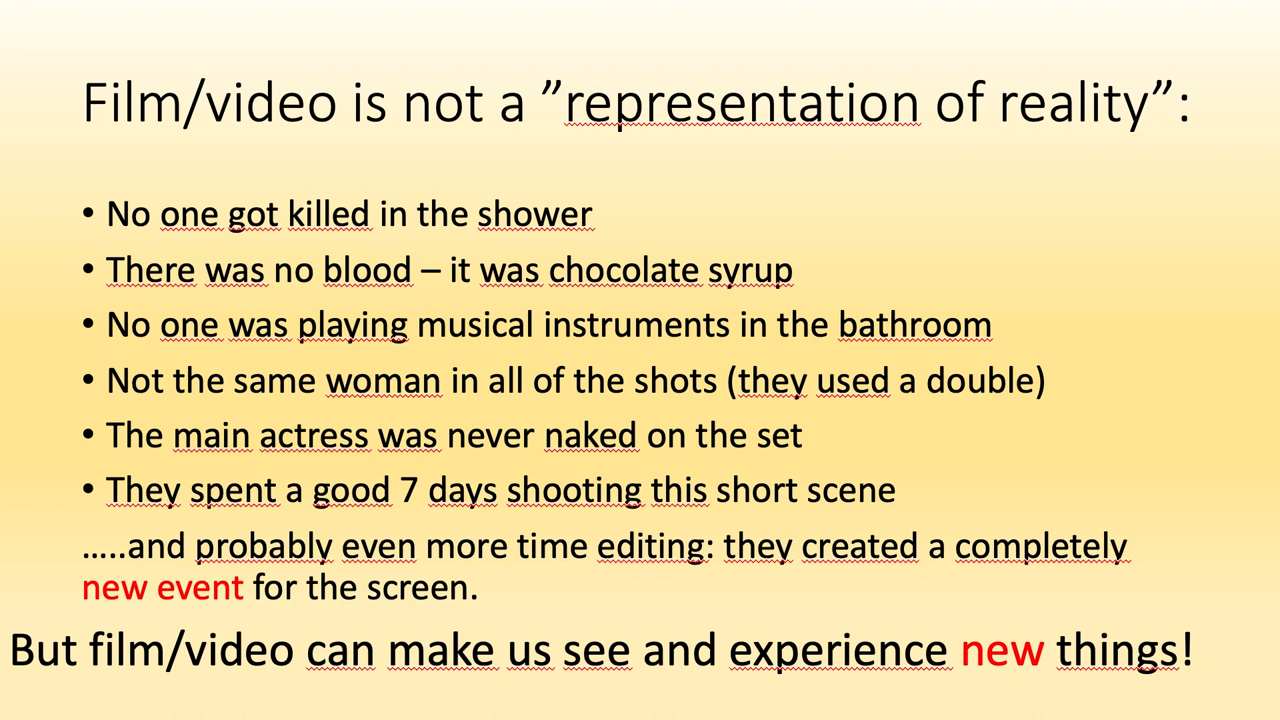 Film/video is not a ”representation of reality”:
• No one got killed in the shower
• There was no blood – it was chocolate syrup
• No one was playing musical instruments in the bathroom
• Not the same woman in all of the shots (they used a double)
• The main actress was never naked on the set
• They spent a good 7 days shooting this short scene
…..and probably even more time editing: they created a completely
new event for the screen.
But film/video can make us see and experience new things!